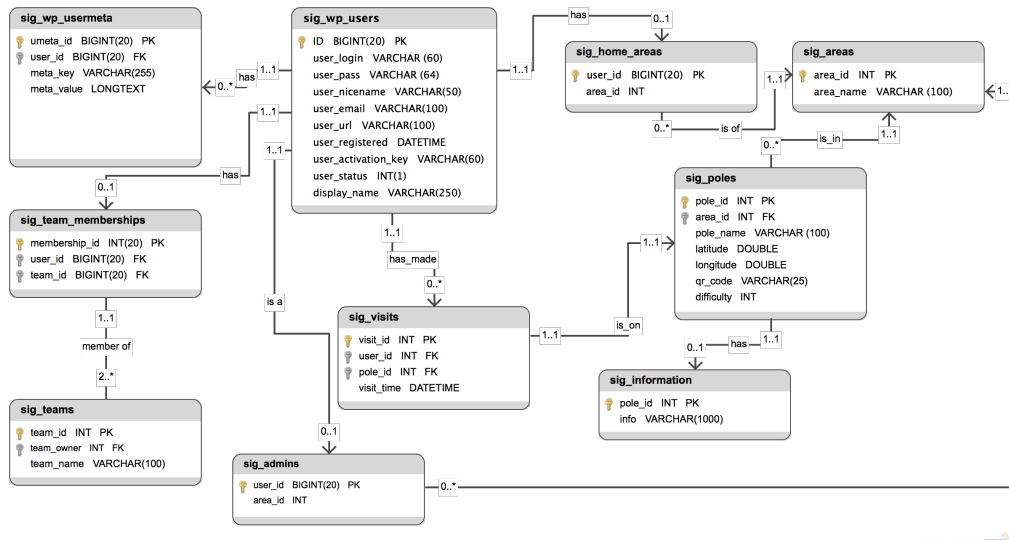 sig_wp_usermeta
umeta_id BIGINT(20) PK
user_id BIGINT(20) FK
meta_key VARCHAR(255)
meta_value LONGTEXT
sig_wp_users
ID BIGINT(20) PK
user_login VARCHAR (60)
user_pass VARCHAR (64)
user_nicename VARCHAR(50)
user_email VARCHAR(100)
user_url VARCHAR(100)
user_registered DATETIME
user_activation_key VARCHAR(60)
user_status INT(1)
display_name VARCHAR(250)
has
0..1
1..1
sig_home_areas
user_id BIGINT(20) PK
area_id INT
sig_areas
area_id INT PK
area_name VARCHAR (100)
0..*
has
1..1
1..1
1..1
has
0..1
0..*
is of
1..1
1..
0..*
is_in
1..1
sig_team_memberships
membership_id INT(20) PK
user_id BIGINT(20) FK
team_id BIGINT(20) FK
sig_poles
pole_id INT PK
area_id INT FK
pole_name VARCHAR (100)
latitude DOUBLE
longitude DOUBLE
qr_code VARCHAR(25)
difficulty INT
1..1
has_made
0..*
1..1
is_on
1..1
is a
0..1
1..1
member of
2..*
sig_visits
visit_id INT PK
user_id INT FK
pole_id INT FK
visit_time DATETIME
0..1
has
1..1
sig_information
pole_id INT PK
info VARCHAR(1000)
sig_teams
team_id INT PK
team_owner INT FK
team_name VARCHAR(100)
sig_admins
user_id BIGINT(20) PK
area_id INT
0..*